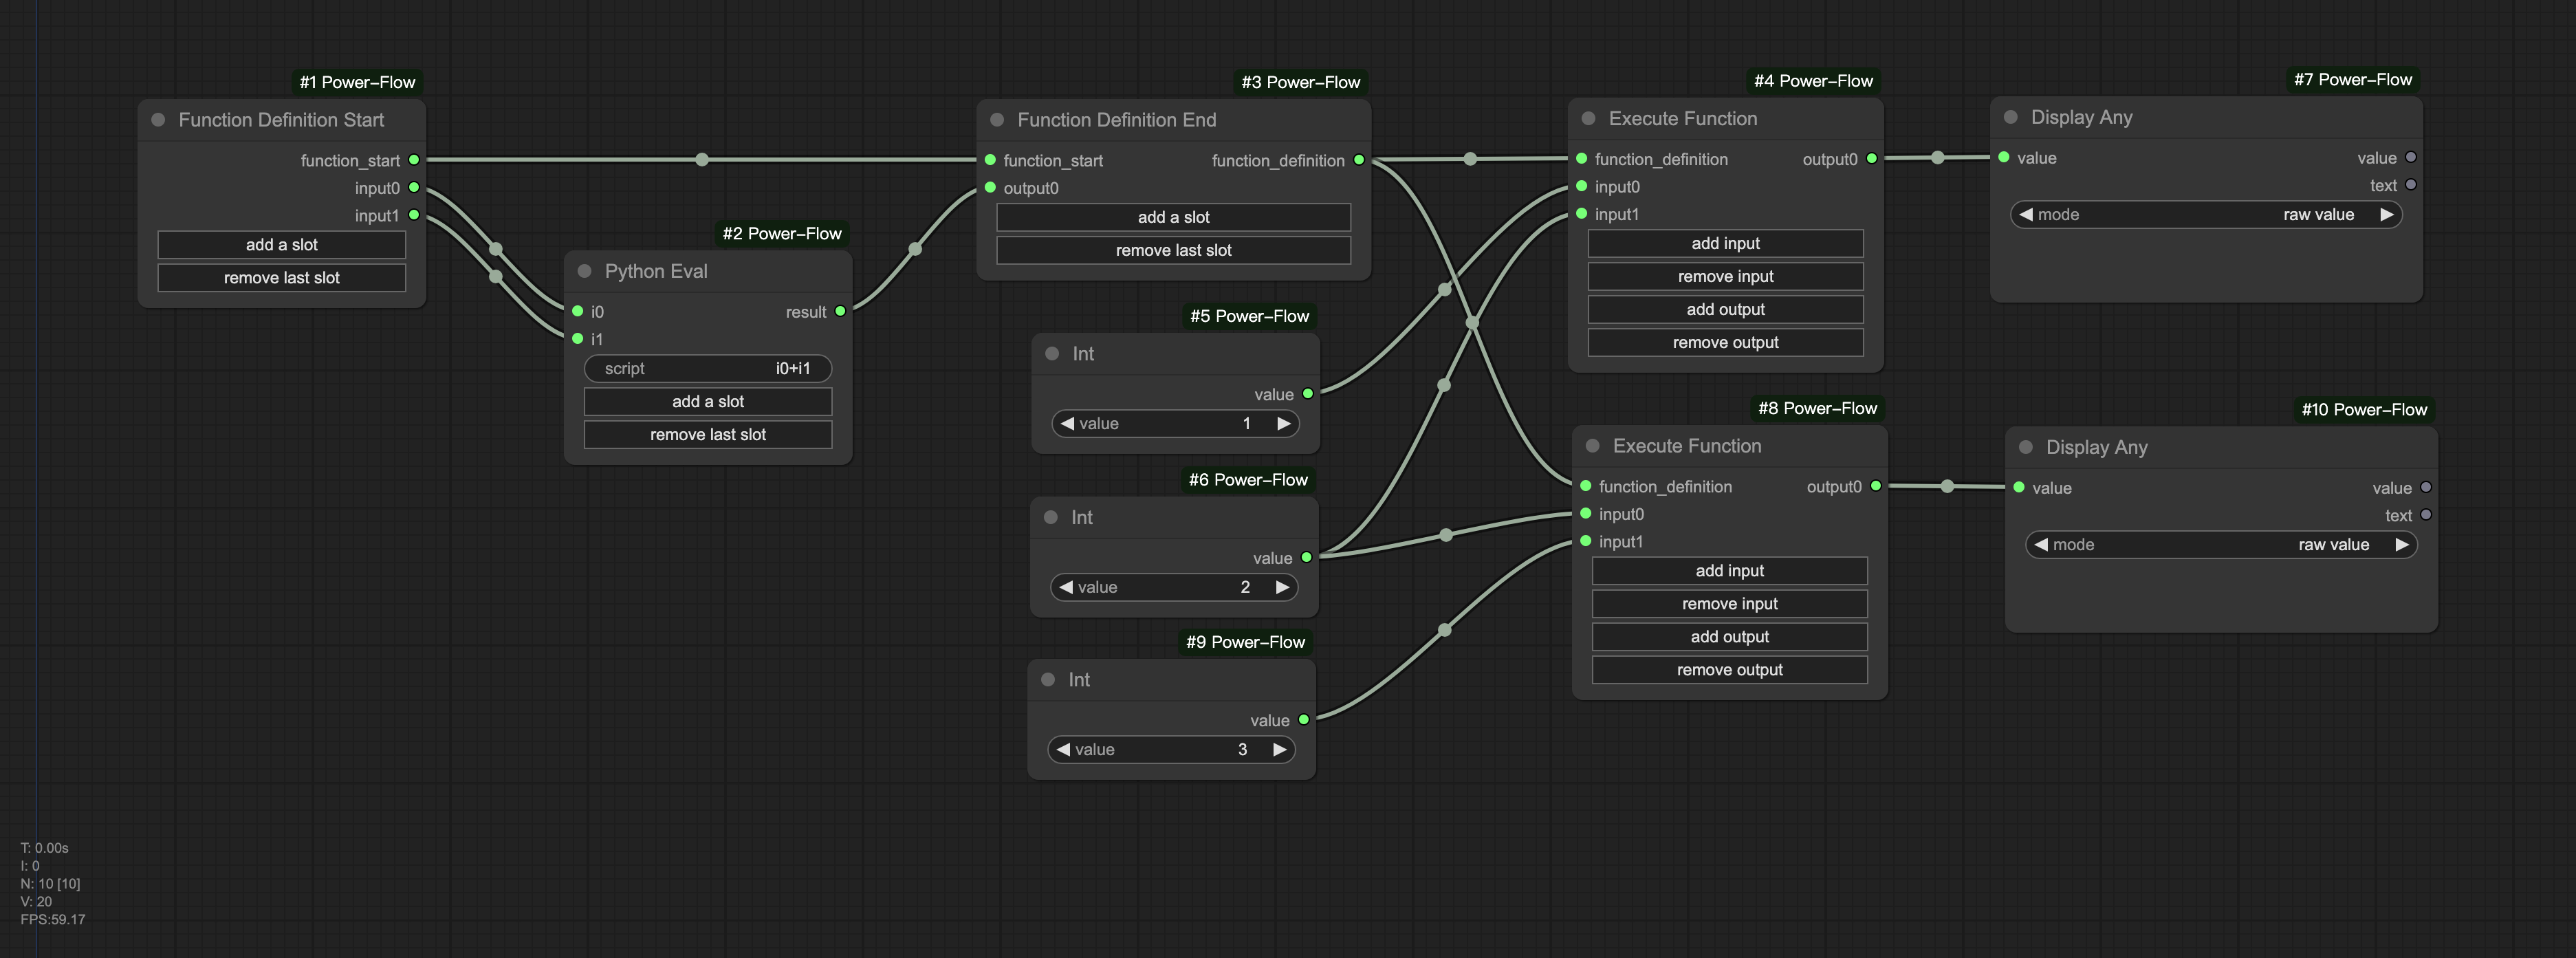 #1 Power-Flow
Function Definition Start
function_start
input0
input1
add a slot
remove last slot
#2 Power-Flow
Python Eval
i0 result
i1
script i0+i1
add a slot
remove last slot
#3 Power-Flow
Function Definition End
function_start function_definition
output0
add a slot
remove last slot
#5 Power-Flow
Int
value
value 1
#6 Power-Flow
Int
value
value 2
#9 Power-Flow
Int
value
value 3
#4 Power-Flow
Execute Function
function_definition output0
input0
input1
add input
remove input
add output
remove output
#8 Power-Flow
Execute Function
function_definition output0
input0
input1
add input
remove input
add output
remove output
#7 Power-Flow
Display Any
value value
text
mode raw value
#10 Power-Flow
Display Any
value value
text
mode raw value
T: 0.00s
I: 0
N: 10 [10]
V: 20
FPS:59.17